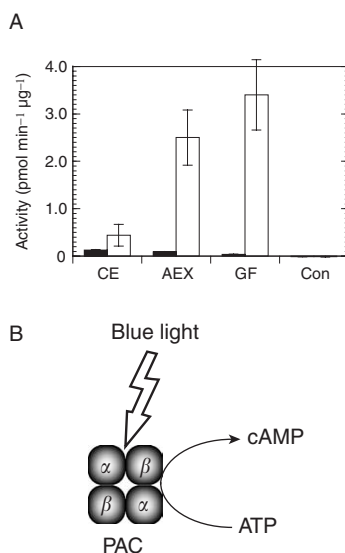 A
Activity (pmol min⁻¹ µg⁻¹)
4.0
3.0
2.0
1.0
0
CE AEX GF Con
B
Blue light
α β
β α
cAMP
ATP
PAC